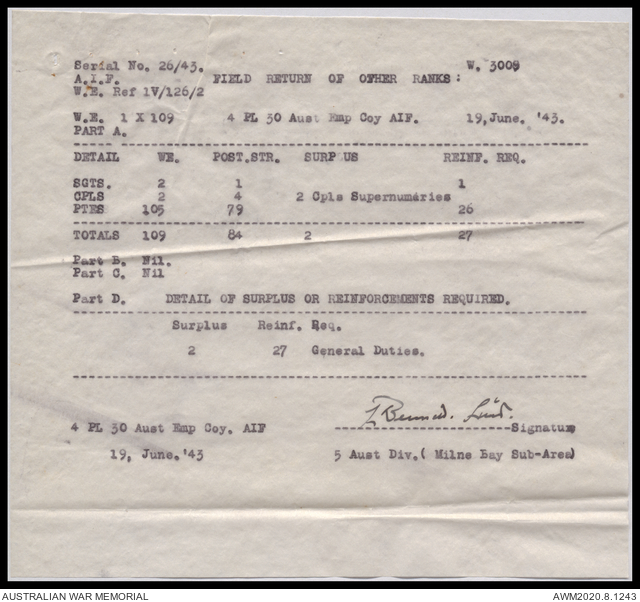 Serial No. 26/43. W. 3009
A.I.F. FIELD RETURN OF OTHER RANKS:
W.E. Ref 1V/126/2
W.E. 1 X 109 4 PL 30 Aust Emp Coy AIF. 19,June. '43.
PART A.
DETAIL WE. POST.STR. SURPLUS REINF. REQ.
SGTS. 2 1 1
CPLS 2 4 2 Cpls Supernumaries
PTES 105 79 26
TOTALS 109 84 2 27
Part B. Nil.
Part C. Nil
Part D. DETAIL OF SURPLUS OR REINFORCEMENTS REQUIRED.
Surplus Reinf. Req.
2 27 General Duties.
Lieut.
4 PL 30 Aust Emp Coy. AIF Signature
19, June.'43 5 Aust Div.( Milne Bay Sub-Area)
AUSTRALIAN WAR MEMORIAL AWM2020.8.1243